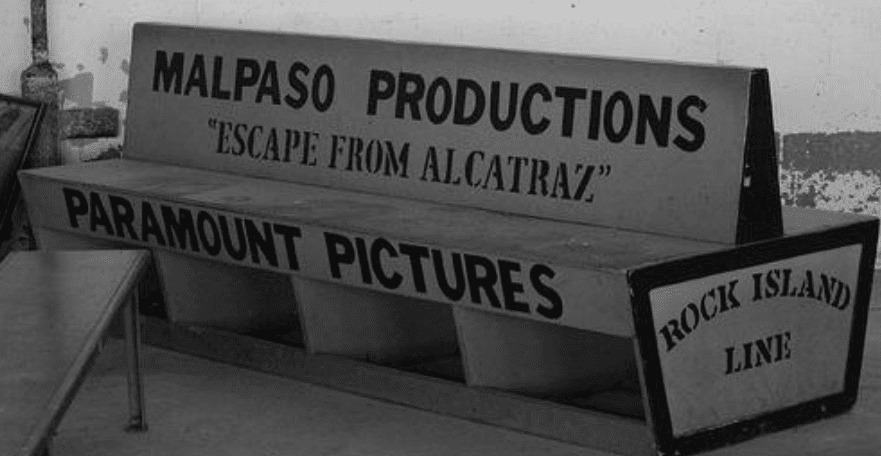 MALPASO PRODUCTIONS
"ESCAPE FROM ALCATRAZ"
PARAMOUNT PICTURES
ROCK ISLAND
LINE